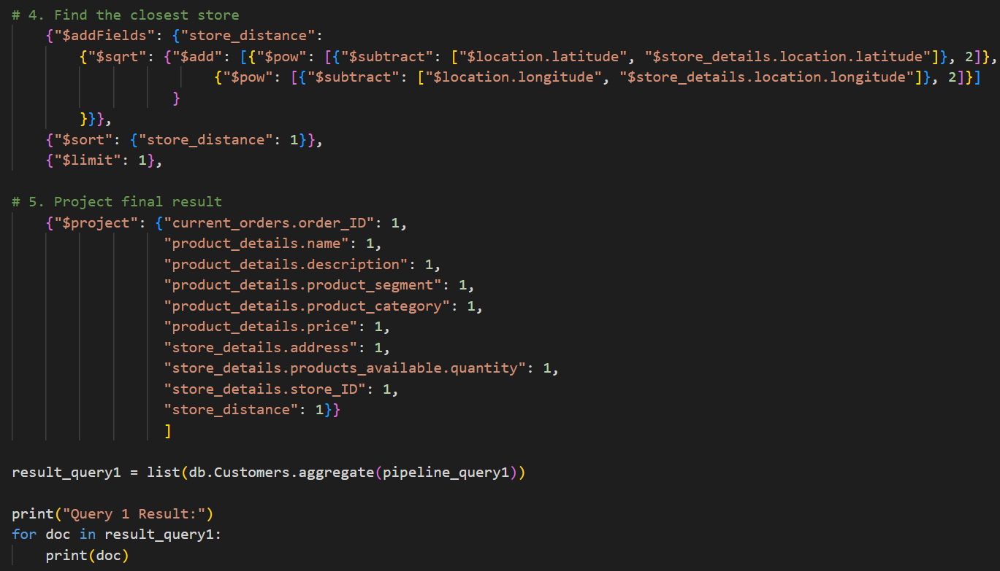 # 4. Find the closest store
    {"$addFields": {"store_distance":
        {"$sqrt": {"$add": [{"$pow": [{"$subtract": ["$location.latitude", "$store_details.location.latitude"]}, 2]},
                        {"$pow": [{"$subtract": ["$location.longitude", "$store_details.location.longitude"]}, 2]}]
                   }
        }}},
    {"$sort": {"store_distance": 1}},
    {"$limit": 1},

# 5. Project final result
    {"$project": {"current_orders.order_ID": 1,
                  "product_details.name": 1,
                  "product_details.description": 1,
                  "product_details.product_segment": 1,
                  "product_details.product_category": 1,
                  "product_details.price": 1,
                  "store_details.address": 1,
                  "store_details.products_available.quantity": 1,
                  "store_details.store_ID": 1,
                  "store_distance": 1}}
                  ]

result_query1 = list(db.Customers.aggregate(pipeline_query1))

print("Query 1 Result:")
for doc in result_query1:
    print(doc)